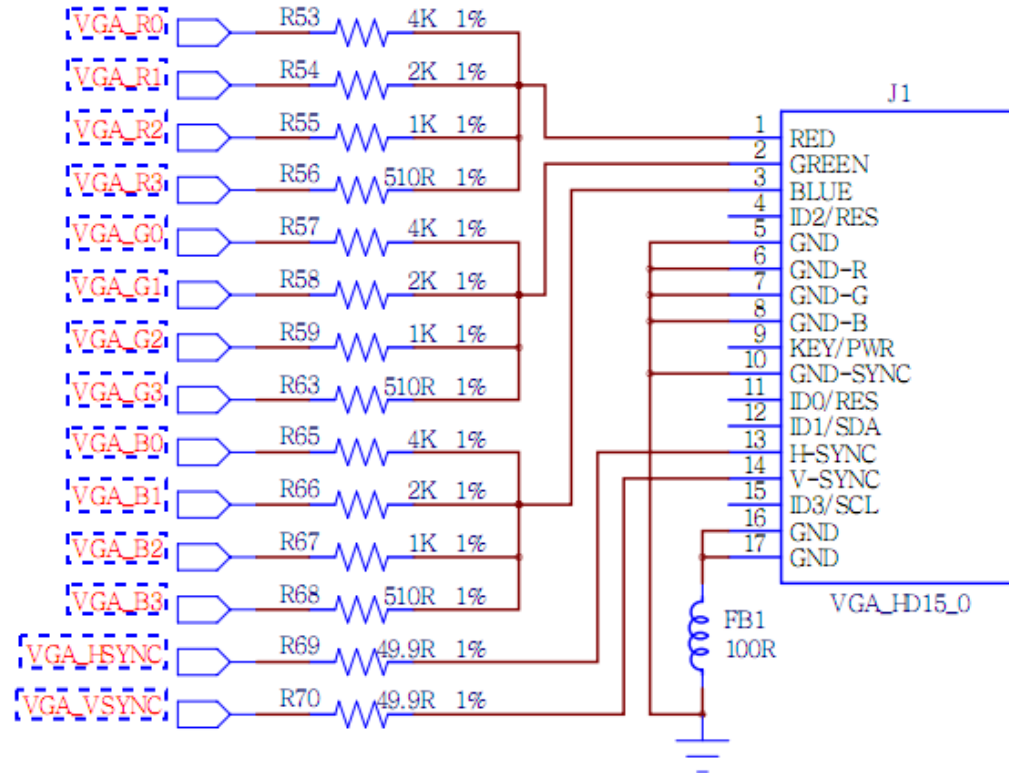 VGA_R0 R53 4K 1%
VGA_R1 R54 2K 1%
VGA_R2 R55 1K 1%
VGA_R3 R56 510R 1%
VGA_G0 R57 4K 1%
VGA_G1 R58 2K 1%
VGA_G2 R59 1K 1%
VGA_G3 R63 510R 1%
VGA_B0 R65 4K 1%
VGA_B1 R66 2K 1%
VGA_B2 R67 1K 1%
VGA_B3 R68 510R 1%
VGA_HSYNC R69 49.9R 1%
VGA_VSYNC R70 49.9R 1%
J1
1 RED
2 GREEN
3 BLUE
4 ID2/RES
5 GND
6 GND-R
7 GND-G
8 GND-B
9 KEY/PWR
10 GND-SYNC
11 ID0/RES
12 ID1/SDA
13 H-SYNC
14 V-SYNC
15 ID3/SCL
16 GND
17 GND
VGA_HD15_0
FB1
100R